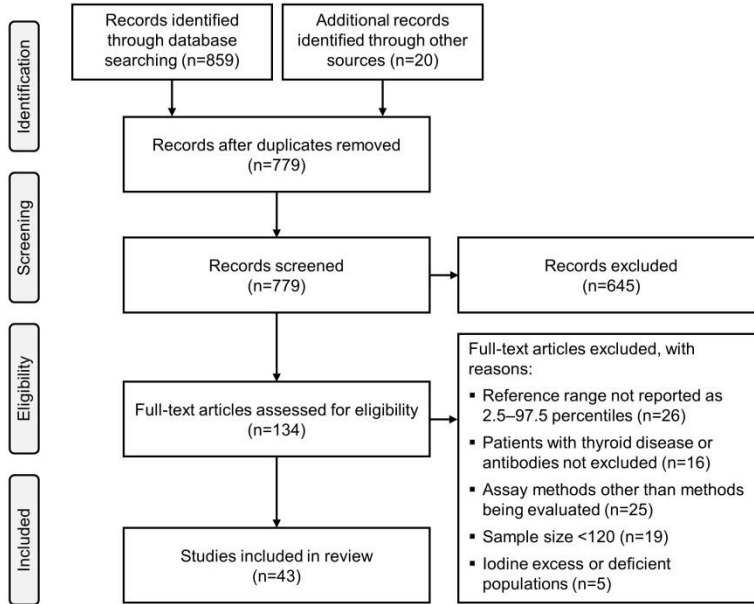 Identification
Records identified
through database
searching (n=859)
Additional records
identified through other
sources (n=20)
Records after duplicates removed
(n=779)
Screening
Records screened
(n=779)
Records excluded
(n=645)
Eligibility
Full-text articles assessed for eligibility
(n=134)
Full-text articles excluded, with
reasons:
▪ Reference range not reported as
2.5–97.5 percentiles (n=26)
▪ Patients with thyroid disease or
antibodies not excluded (n=16)
▪ Assay methods other than methods
being evaluated (n=25)
▪ Sample size <120 (n=19)
▪ Iodine excess or deficient
populations (n=5)
Included
Studies included in review
(n=43)